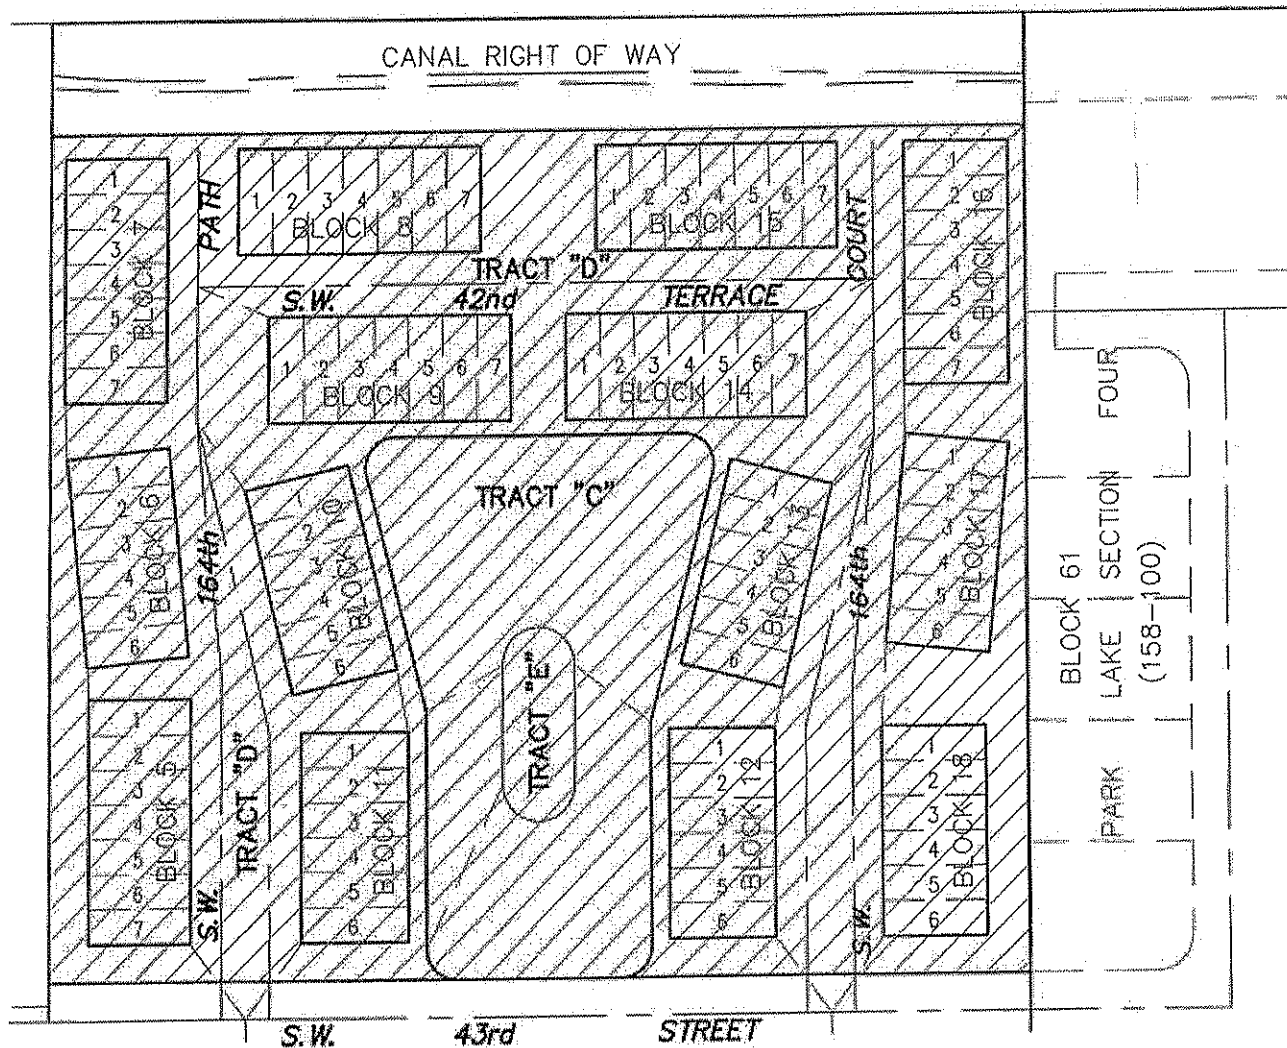 CANAL RIGHT OF WAY
1 2 3 4 5 6 7
BLOCK 7
S.W. 164th PATH
1 2 3 4 5 6 7
BLOCK 8
1 2 3 4 5 6 7
BLOCK 15
S.W. 164th COURT
1 2 3 4 5 6 7
BLOCK 16
TRACT "D"
S.W. 42nd TERRACE
1 2 3 4 5 6 7
BLOCK 9
1 2 3 4 5 6 7
BLOCK 14
1 2 3 4 5 6
BLOCK 6
1 2 3 4 5 6
BLOCK 10
TRACT "C"
1 2 3 4 5 6
BLOCK 13
1 2 3 4 5 6
BLOCK 17
TRACT "E"
1 2 3 4 5 6 7
BLOCK 5
TRACT "D"
1 2 3 4 5 6
BLOCK 11
1 2 3 4 5 6
BLOCK 12
1 2 3 4 5 6
BLOCK 18
BLOCK 61
PARK LAKE SECTION FOUR
(158-100)
S.W. 43rd STREET